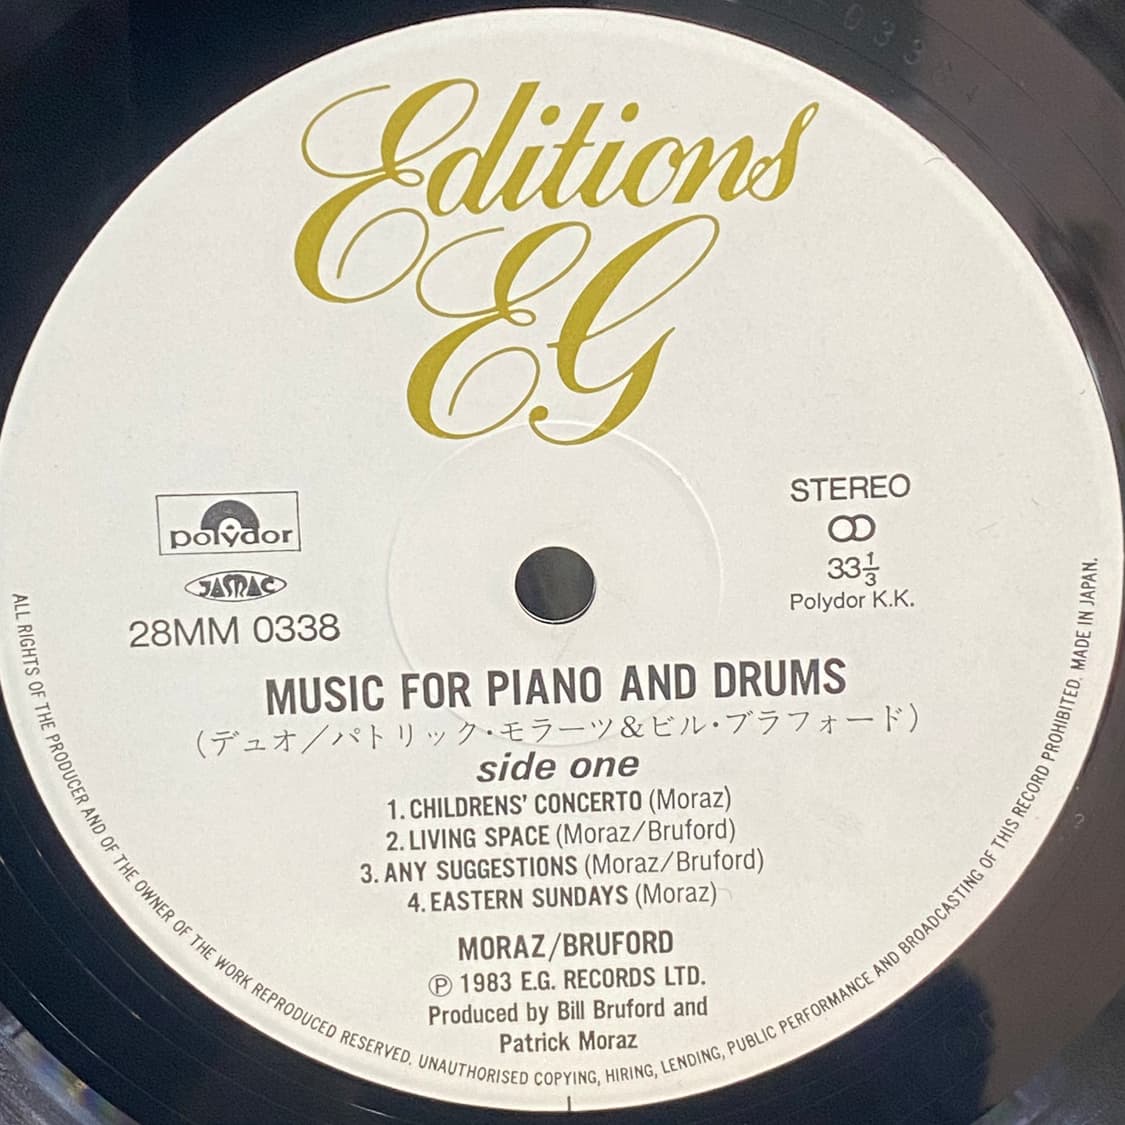 Editions
EG
polydor
JASRAC
28MM 0338
STEREO
33⅓
Polydor K.K.
MUSIC FOR PIANO AND DRUMS
(デュオ／パトリック・モラーツ&ビル・ブラフォード)
side one
1. CHILDRENS' CONCERTO (Moraz)
2. LIVING SPACE (Moraz/Bruford)
3. ANY SUGGESTIONS (Moraz/Bruford)
4. EASTERN SUNDAYS (Moraz)
MORAZ/BRUFORD
Ⓟ 1983 E.G. RECORDS LTD.
Produced by Bill Bruford and
Patrick Moraz
ALL RIGHTS OF THE PRODUCER AND OF THE OWNER OF THE WORK REPRODUCED RESERVED. UNAUTHORISED COPYING, HIRING, LENDING, PUBLIC PERFORMANCE AND BROADCASTING OF THIS RECORD PROHIBITED. MADE IN JAPAN.